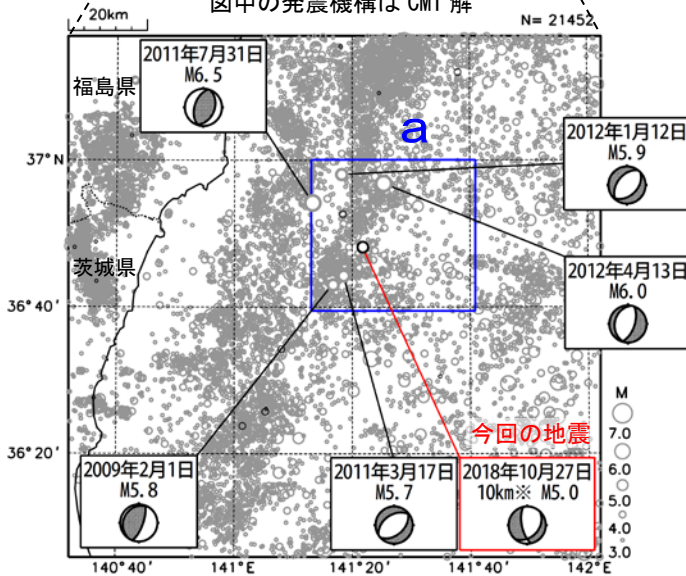 図中の発震機構は CMT 解
20km
N= 21452
2011年7月31日
M6.5
福島県
a
37°N
2012年1月12日
M5.9
茨城県
2012年4月13日
M6.0
36°40′
M
7.0
6.0
5.0
4.0
3.0
今回の地震
36°20′
2009年2月1日
M5.8
2011年3月17日
M5.7
2018年10月27日
10km※ M5.0
140°40′
141°E
141°20′
141°40′
142°E